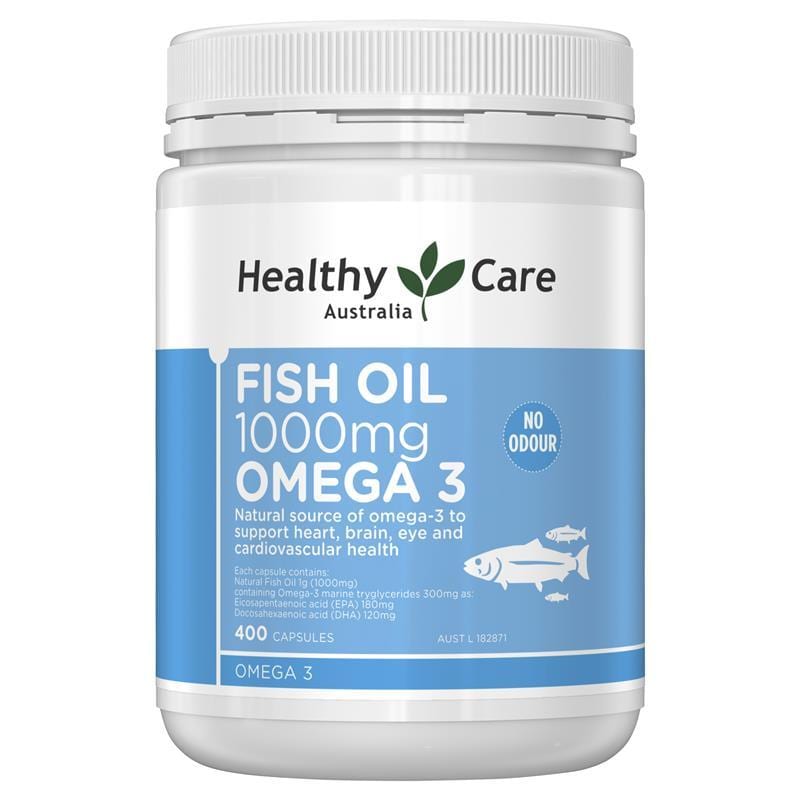 Healthy Care
Australia
FISH OIL
1000mg
OMEGA 3
NO
ODOUR
Natural source of omega-3 to
support heart, brain, eye and
cardiovascular health
Each capsule contains:
Natural Fish Oil 1g (1000mg)
containing Omega-3 marine tryglycerides 300mg as:
Eicosapentaenoic acid (EPA) 180mg
Docosahexaenoic acid (DHA) 120mg
400 CAPSULES
AUST L 182871
OMEGA 3